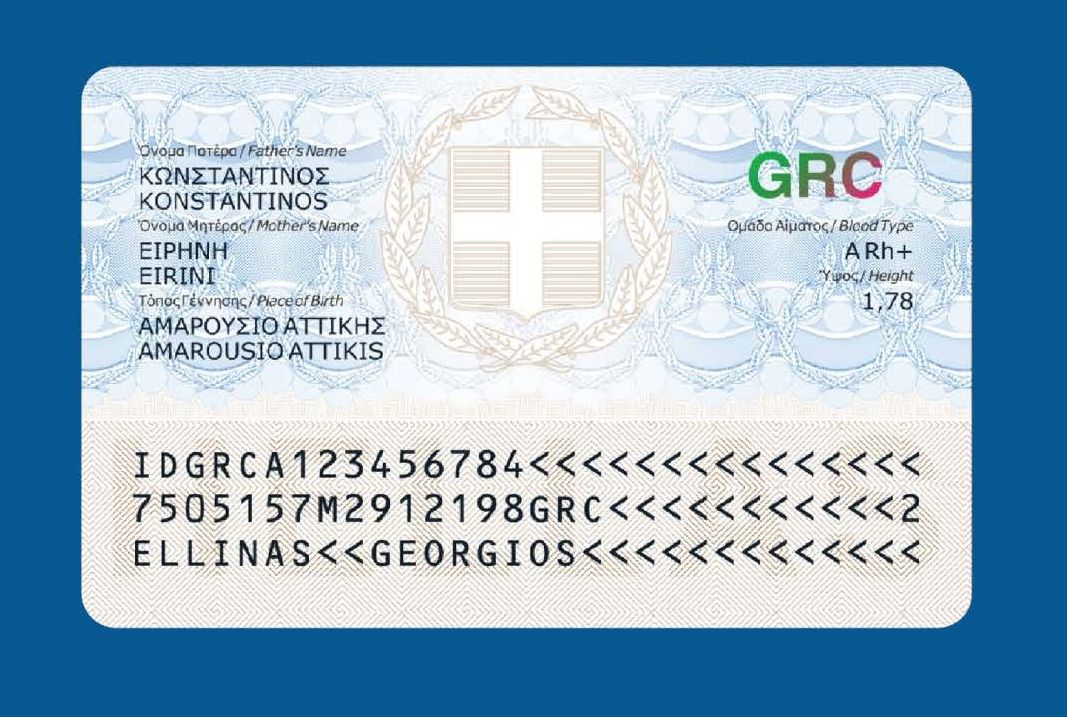 Όνομα Πατέρα / Father's Name
ΚΩΝΣΤΑΝΤΙΝΟΣ
KONSTANTINOS
Όνομα Μητέρας / Mother's Name
ΕΙΡΗΝΗ
EIRINI
Τόπος Γέννησης / Place of Birth
ΑΜΑΡΟΥΣΙΟ ΑΤΤΙΚΗΣ
AMAROUSIO ATTIKIS
GRC
Ομάδα Αίματος / Blood Type
A Rh+
Ύψος / Height
1,78
IDGRCA123456784<<<<<<<<<<<<<<<
7505157M2912198GRC<<<<<<<<<<<2
ELLINAS<<GEORGIOS<<<<<<<<<<<<<